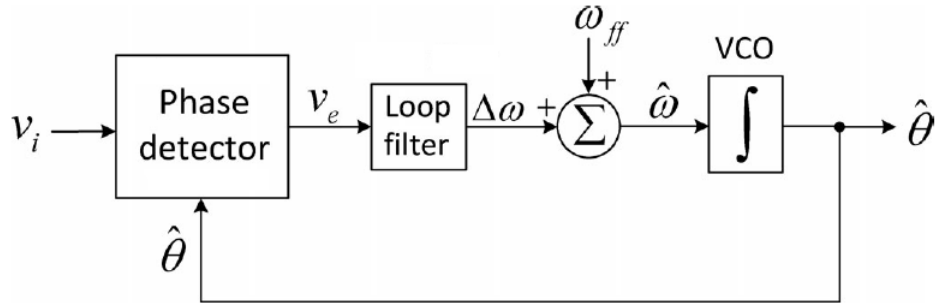 ω_ff
VCO
Phase
detector
v_i
v_e
Loop
filter
Δω
+
+
Σ
ω̂
∫
θ̂
θ̂